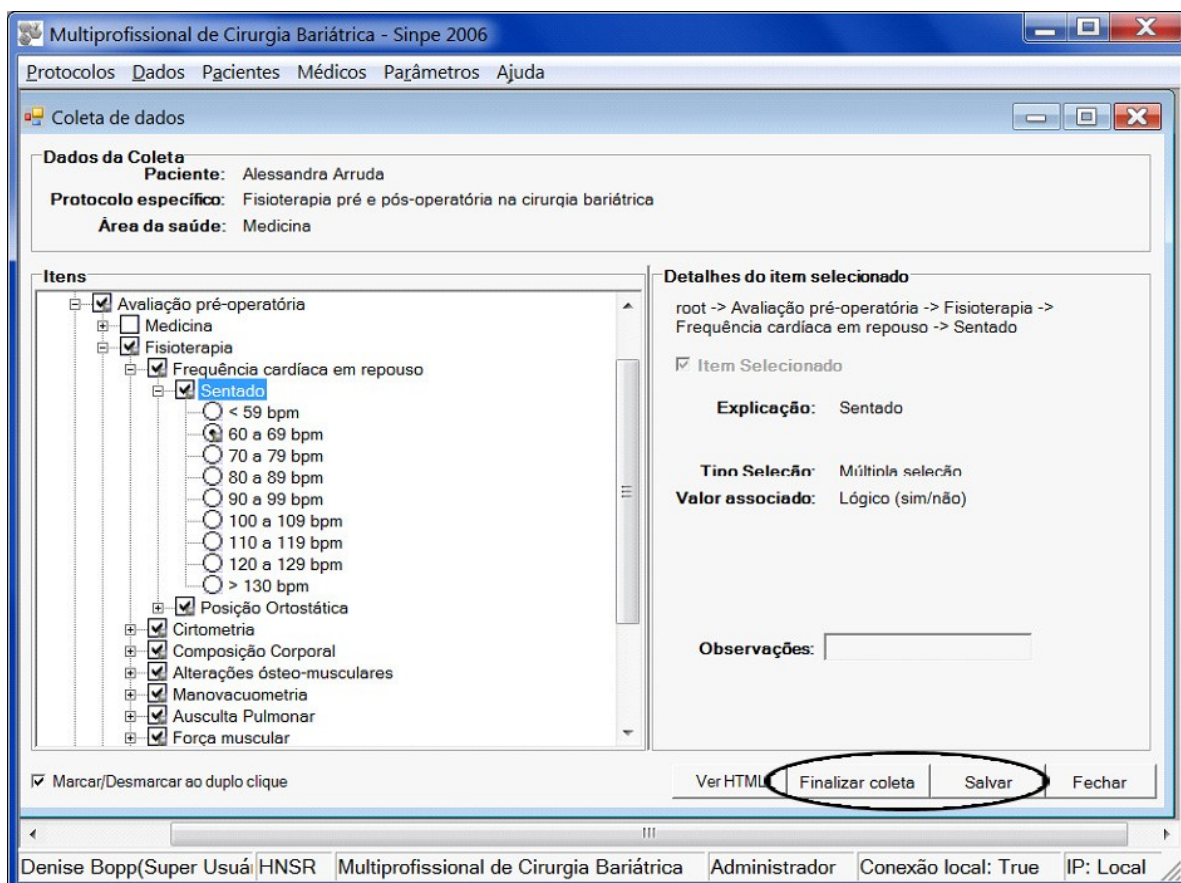 Multiprofissional de Cirurgia Bariátrica - Sinpe 2006
Protocolos Dados Pacientes Médicos Parâmetros Ajuda
Coleta de dados
Dados da Coleta
Paciente: Alessandra Arruda
Protocolo específico: Fisioterapia pré e pós-operatória na cirurgia bariátrica
Área da saúde: Medicina
Itens
Avaliação pré-operatória
Medicina
Fisioterapia
Frequência cardíaca em repouso
Sentado
< 59 bpm
60 a 69 bpm
70 a 79 bpm
80 a 89 bpm
90 a 99 bpm
100 a 109 bpm
110 a 119 bpm
120 a 129 bpm
> 130 bpm
Posição Ortostática
Cirtometria
Composição Corporal
Alterações ósteo-musculares
Manovacuometria
Ausculta Pulmonar
Força muscular
Detalhes do item selecionado
root -> Avaliação pré-operatória -> Fisioterapia ->
Frequência cardíaca em repouso -> Sentado
Item Selecionado
Explicação: Sentado
Tipo Seleção: Múltipla seleção
Valor associado: Lógico (sim/não)
Observações:
Marcar/Desmarcar ao duplo clique
Ver HTML Finalizar coleta Salvar Fechar
Denise Bopp(Super Usuá HNSR Multiprofissional de Cirurgia Bariátrica Administrador Conexão local: True IP: Local